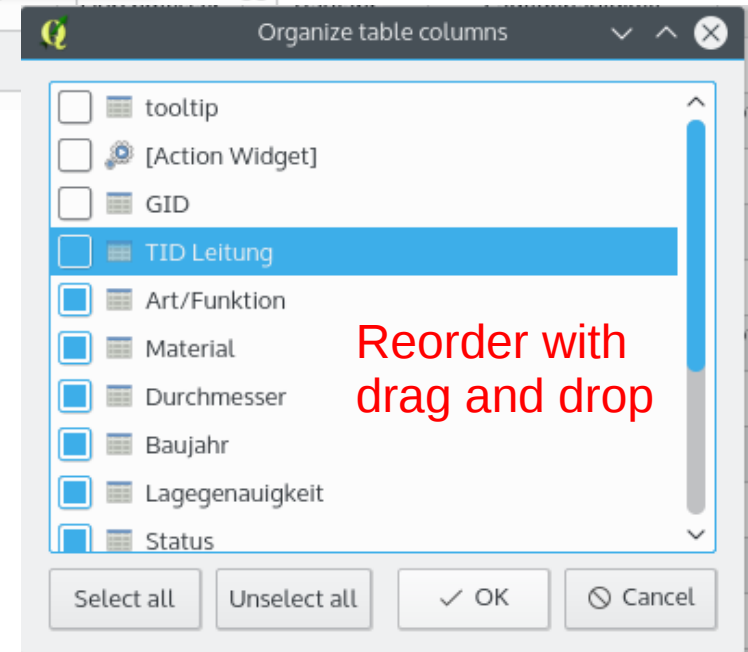 Organize table columns
tooltip
[Action Widget]
GID
TID Leitung
Art/Funktion
Material
Durchmesser
Baujahr
Lagegenauigkeit
Status
Reorder with
drag and drop
Select all
Unselect all
OK
Cancel